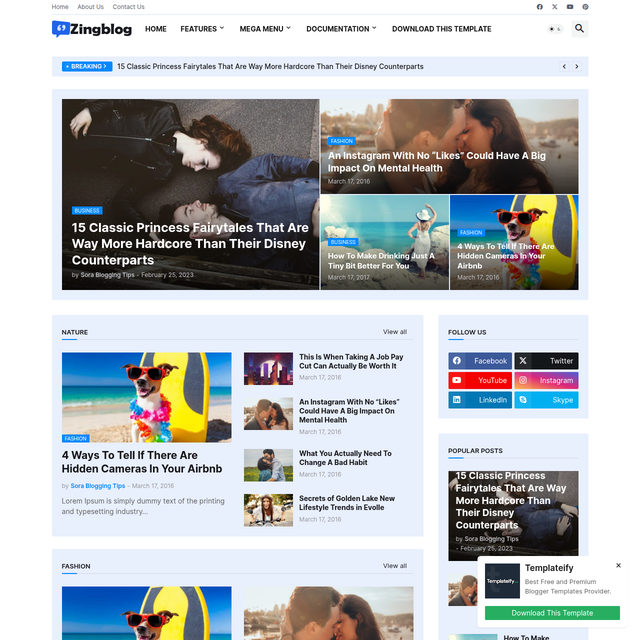 Home About Us Contact Us
Zingblog
HOME FEATURES MEGA MENU DOCUMENTATION DOWNLOAD THIS TEMPLATE
BREAKING
15 Classic Princess Fairytales That Are Way More Hardcore Than Their Disney Counterparts
BUSINESS
15 Classic Princess Fairytales That Are
Way More Hardcore Than Their Disney
Counterparts
by Sora Blogging Tips - February 25, 2023
FASHION
An Instagram With No “Likes” Could Have A Big
Impact On Mental Health
March 17, 2016
BUSINESS
How To Make Drinking Just A
Tiny Bit Better For You
March 17, 2017
FASHION
4 Ways To Tell If There Are
Hidden Cameras In Your
Airbnb
March 17, 2016
NATURE View all
FASHION
4 Ways To Tell If There Are
Hidden Cameras In Your Airbnb
by Sora Blogging Tips - March 17, 2016
Lorem Ipsum is simply dummy text of the printing
and typesetting industry...
This Is When Taking A Job Pay
Cut Can Actually Be Worth It
March 17, 2016
An Instagram With No “Likes”
Could Have A Big Impact On
Mental Health
March 17, 2016
What You Actually Need To
Change A Bad Habit
March 17, 2016
Secrets of Golden Lake New
Lifestyle Trends in Evolle
March 17, 2016
FASHION View all
FOLLOW US
Facebook Twitter
YouTube Instagram
LinkedIn Skype
POPULAR POSTS
15 Classic Princess
Fairytales That Are Way
More Hardcore Than
Their Disney
Counterparts
by Sora Blogging Tips
- February 25, 2023
Templateify
Templateify
Best Free and Premium
Blogger Templates Provider.
Download This Template
How To Make